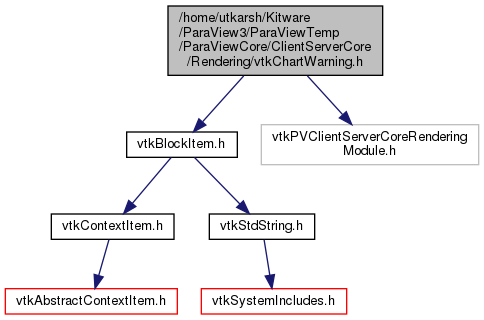 /home/utkarsh/Kitware
/ParaView3/ParaViewTemp
/ParaViewCore/ClientServerCore
/Rendering/vtkChartWarning.h
vtkBlockItem.h
vtkPVClientServerCoreRendering
Module.h
vtkContextItem.h
vtkStdString.h
vtkAbstractContextItem.h
vtkSystemIncludes.h